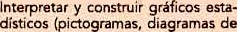 Interpretar y construir gráficos esta-
dísticos (pictogramas, diagramas de